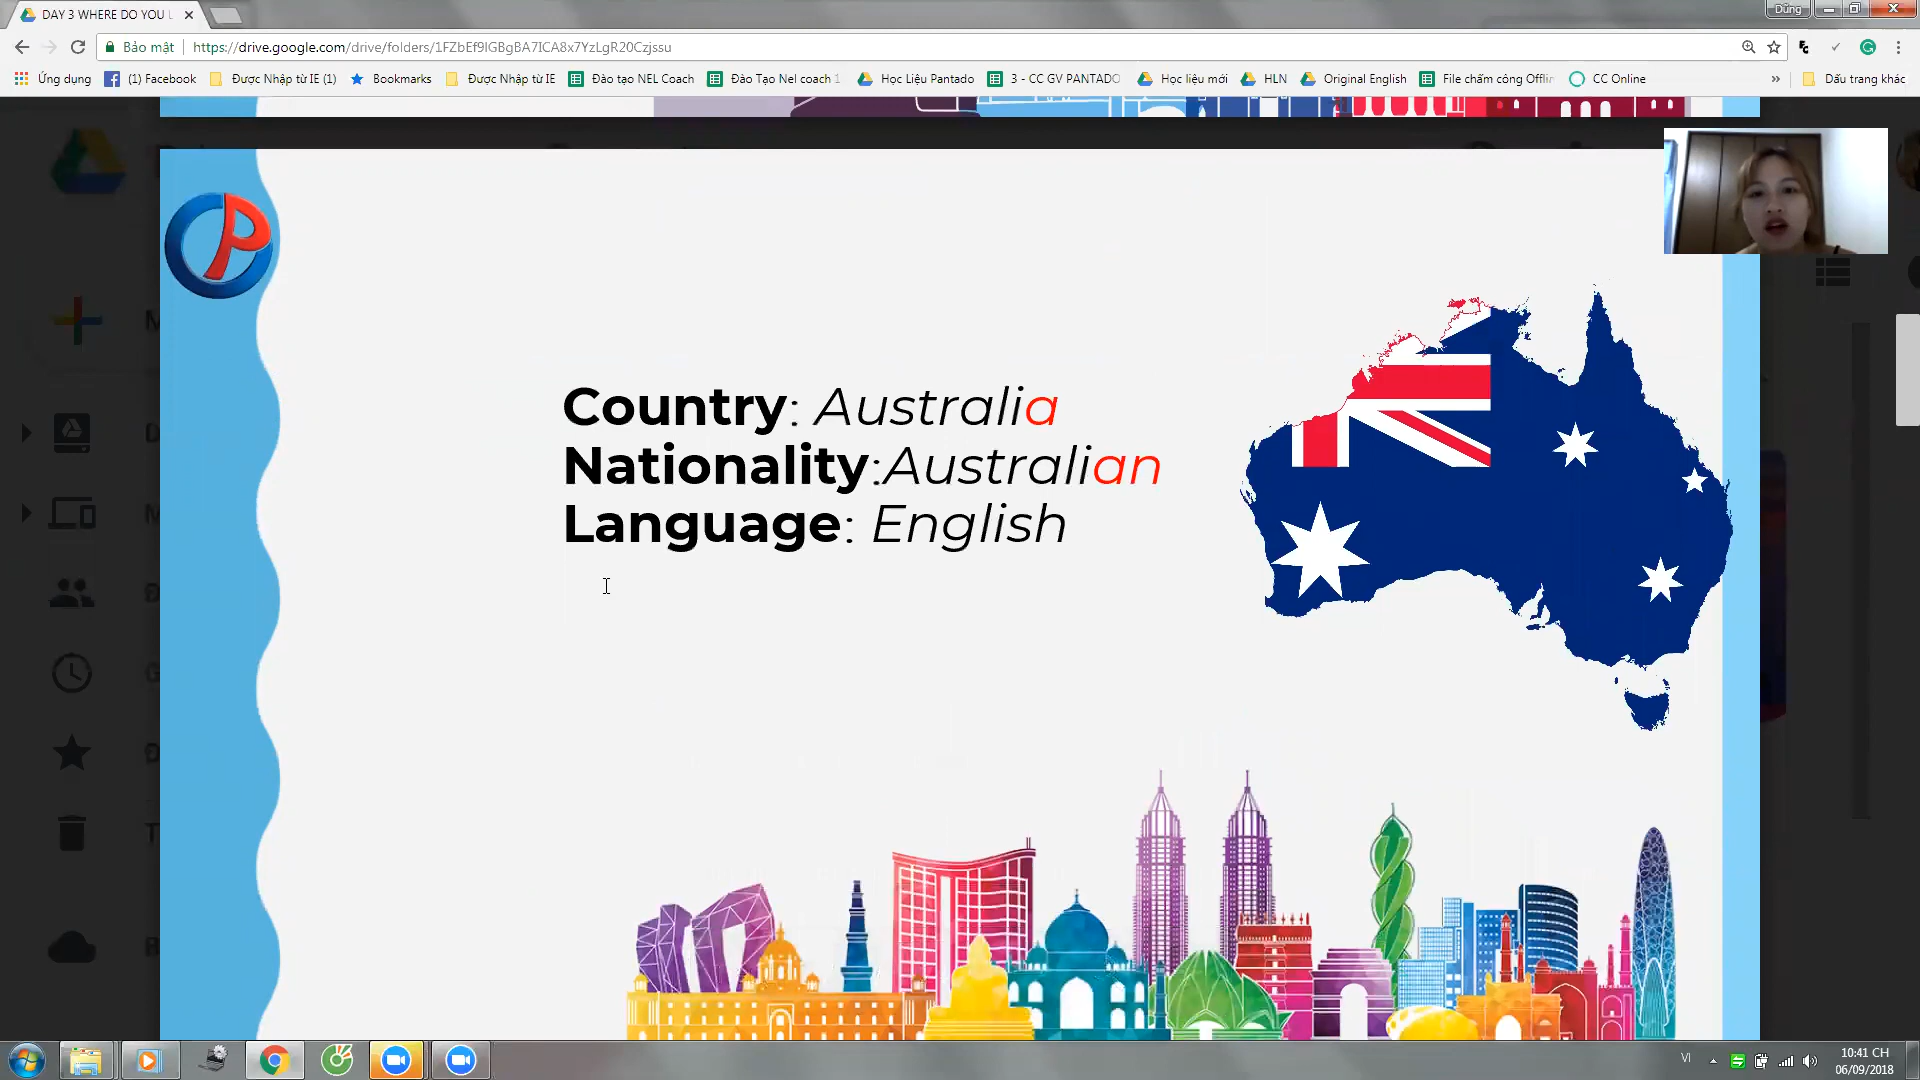 DAY 3 WHERE DO YOU L
Dũng
Bảo mật
https://drive.google.com/drive/folders/1FZbEf9IGBgBA7ICA8x7YzLgR20Czjssu
Ứng dụng
(1) Facebook
Được Nhập từ IE (1)
Bookmarks
Được Nhập từ IE
Đào tạo NEL Coach
Đào Tạo Nel coach 1
Học Liệu Pantado
3 - CC GV PANTADO
Học liệu mới
HLN
Original English
File chấm công Offlin
CC Online
»
Dấu trang khác
Country: Australia
Nationality:Australian
Language: English
VI
10:41 CH
06/09/2018